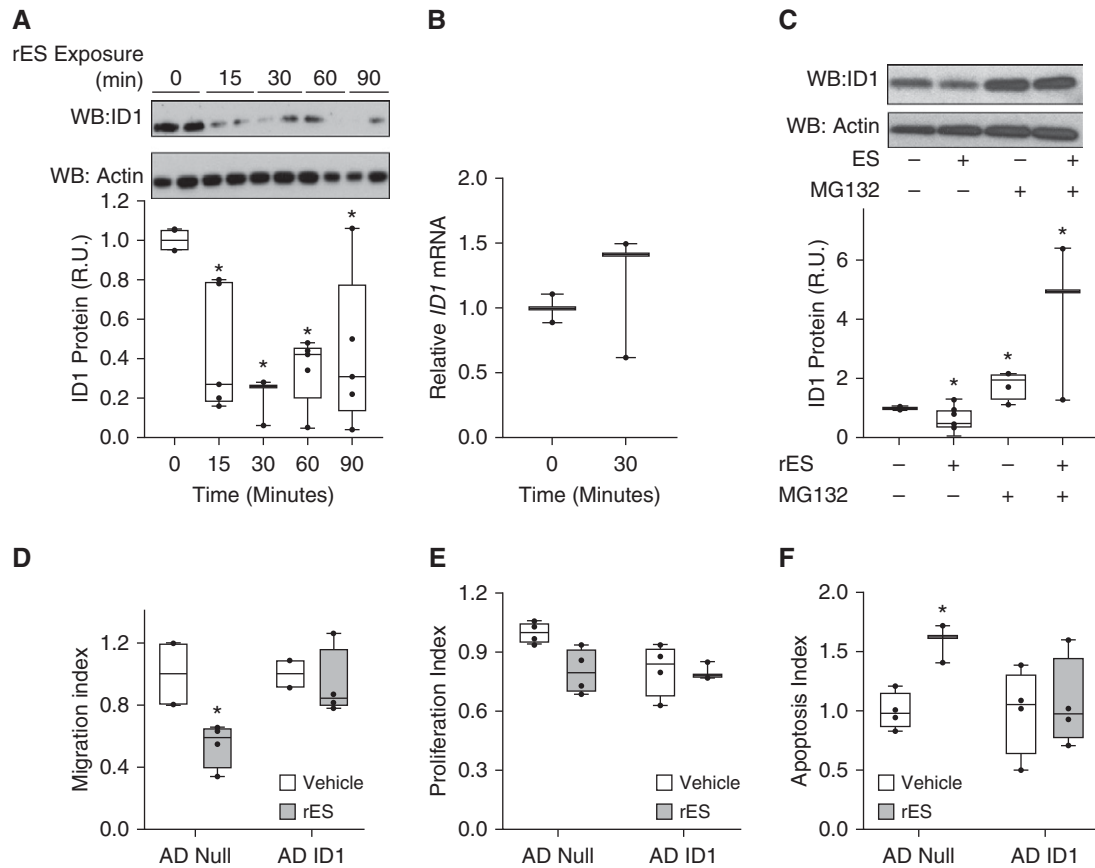 A
rES Exposure
(min)
0 15 30 60 90
WB:ID1
WB: Actin
ID1 Protein (R.U.)
1.2
1.0
0.8
0.6
0.4
0.2
0.0
* * * *
0 15 30 60 90
Time (Minutes)
B
Relative ID1 mRNA
2.0
1.5
1.0
0.5
0.0
0 30
Time (Minutes)
C
WB:ID1
WB: Actin
ES – + – +
MG132 – – + +
ID1 Protein (R.U.)
6
4
2
0
* * *
rES – + – +
MG132 – – + +
D
Migration index
1.2
0.8
0.4
0.0
*
Vehicle
rES
AD Null AD ID1
E
Proliferation Index
1.2
0.9
0.6
0.3
0.0
Vehicle
rES
AD Null AD ID1
F
Apoptosis Index
2.0
1.5
1.0
0.5
0.0
*
Vehicle
rES
AD Null AD ID1